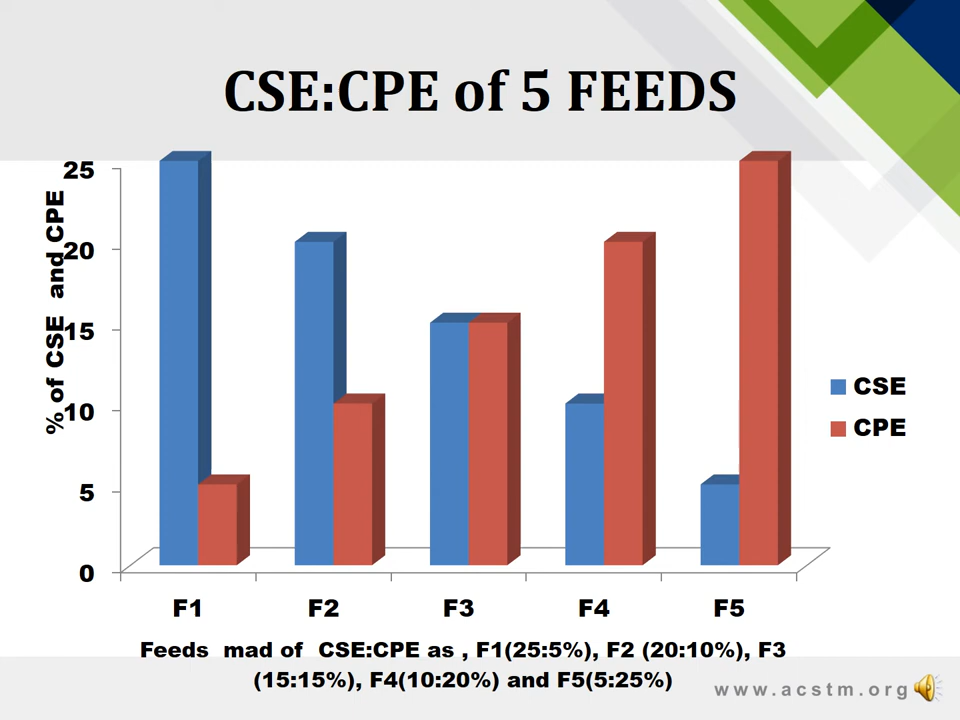 CSE:CPE of 5 FEEDS
% of CSE and CPE
25
20
15
10
5
0
CSE
CPE
F1 F2 F3 F4 F5
Feeds mad of CSE:CPE as , F1(25:5%), F2 (20:10%), F3
(15:15%), F4(10:20%) and F5(5:25%)
www.acstm.org